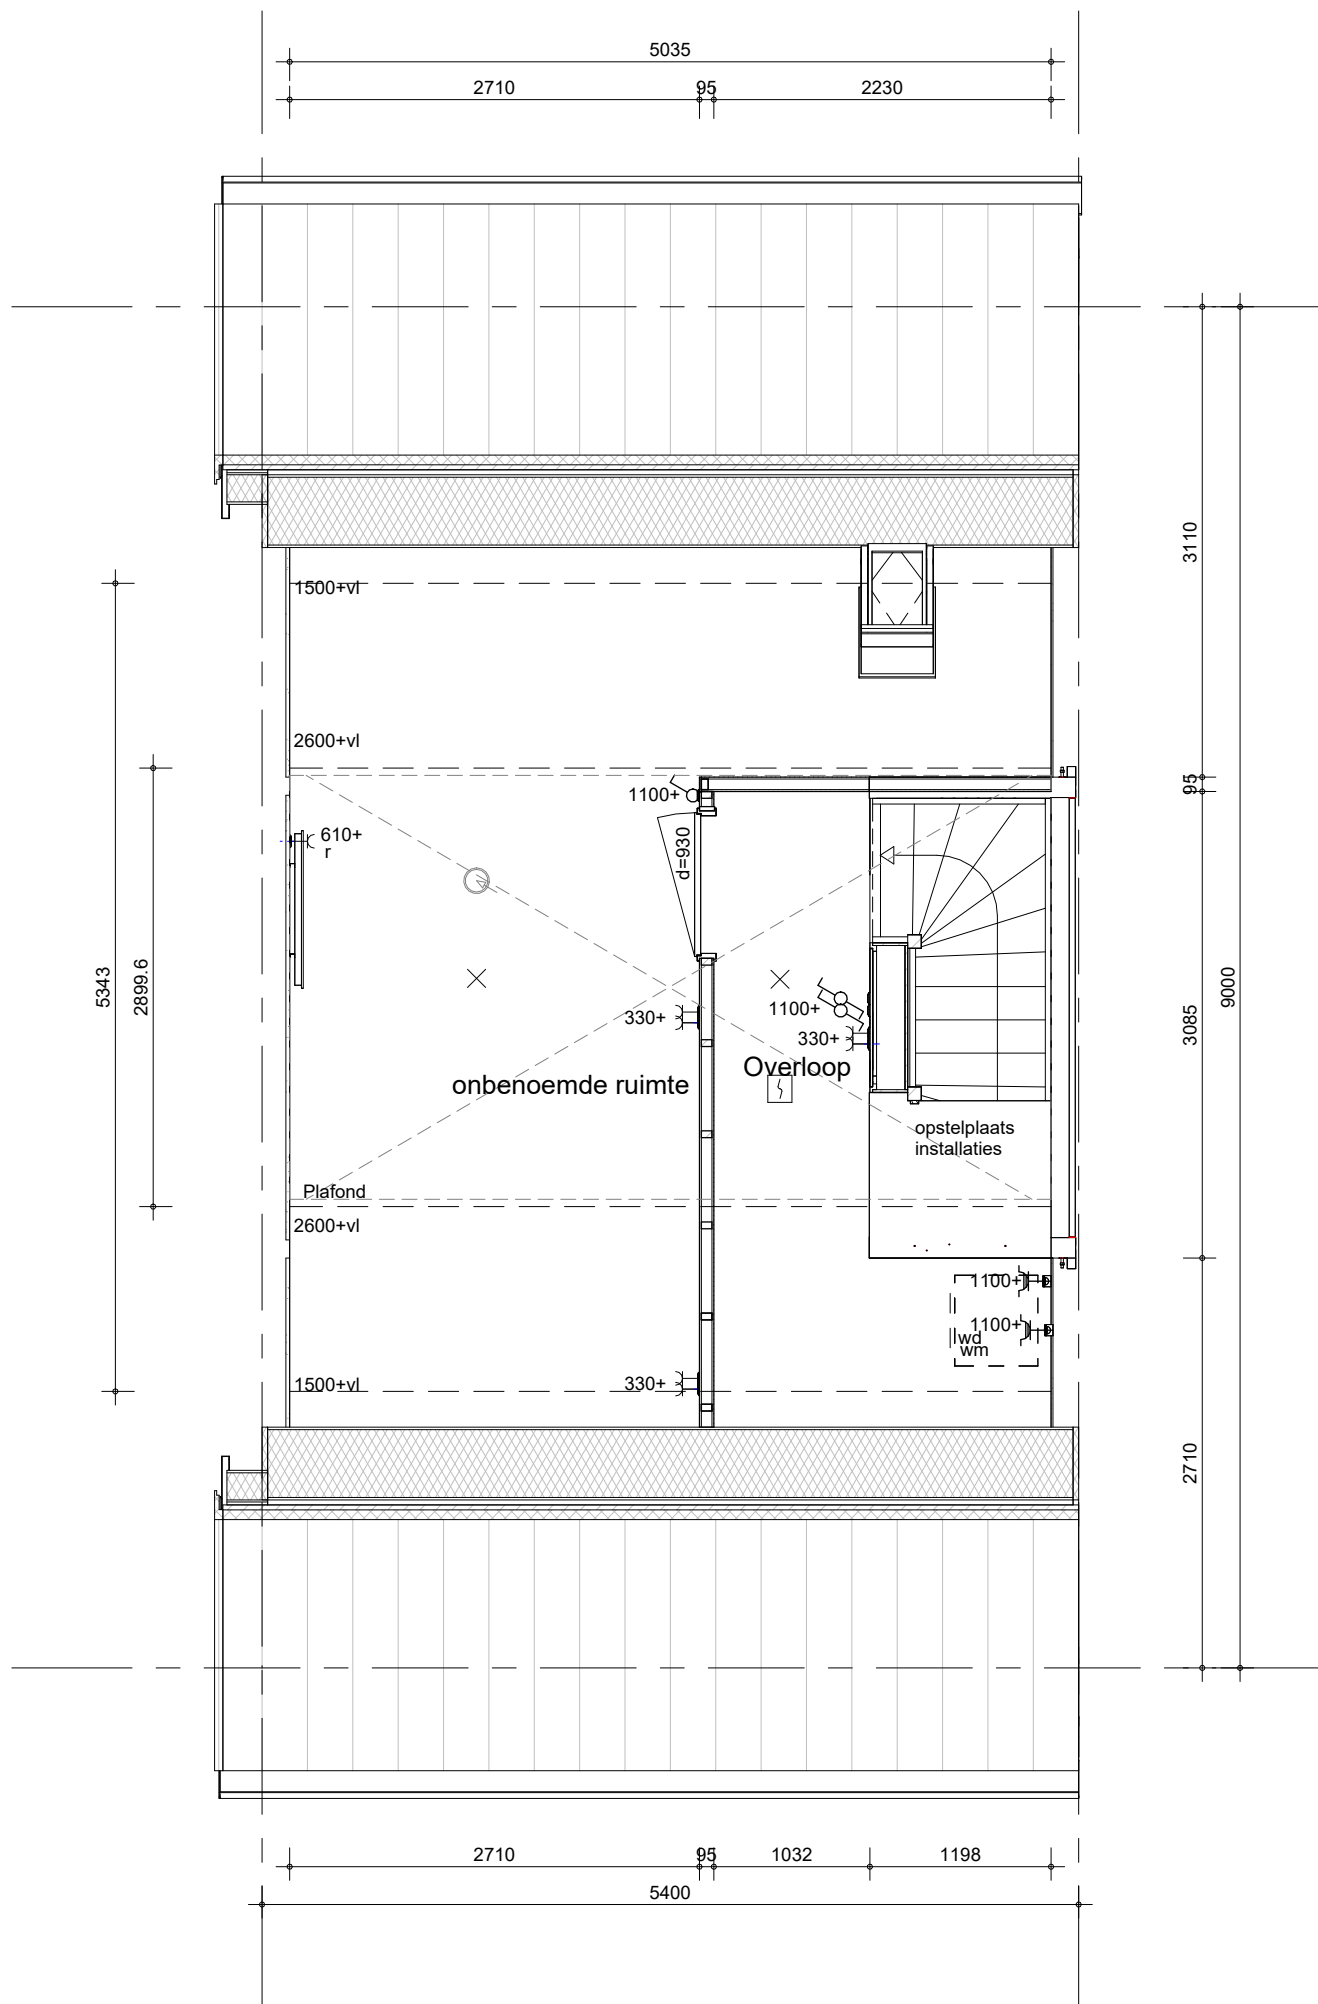 5035
2710
95
2230
1500+vl
3110
2600+vl
95
1100+
610+
r
d=930
5343
2899.6
9000
1100+
330+
330+
3085
Overloop
onbenoemde ruimte
opstelplaats
installaties
Plafond
2600+vl
1100+
1100+
wd
wm
1500+vl
330+
2710
2710
95
1032
1198
5400